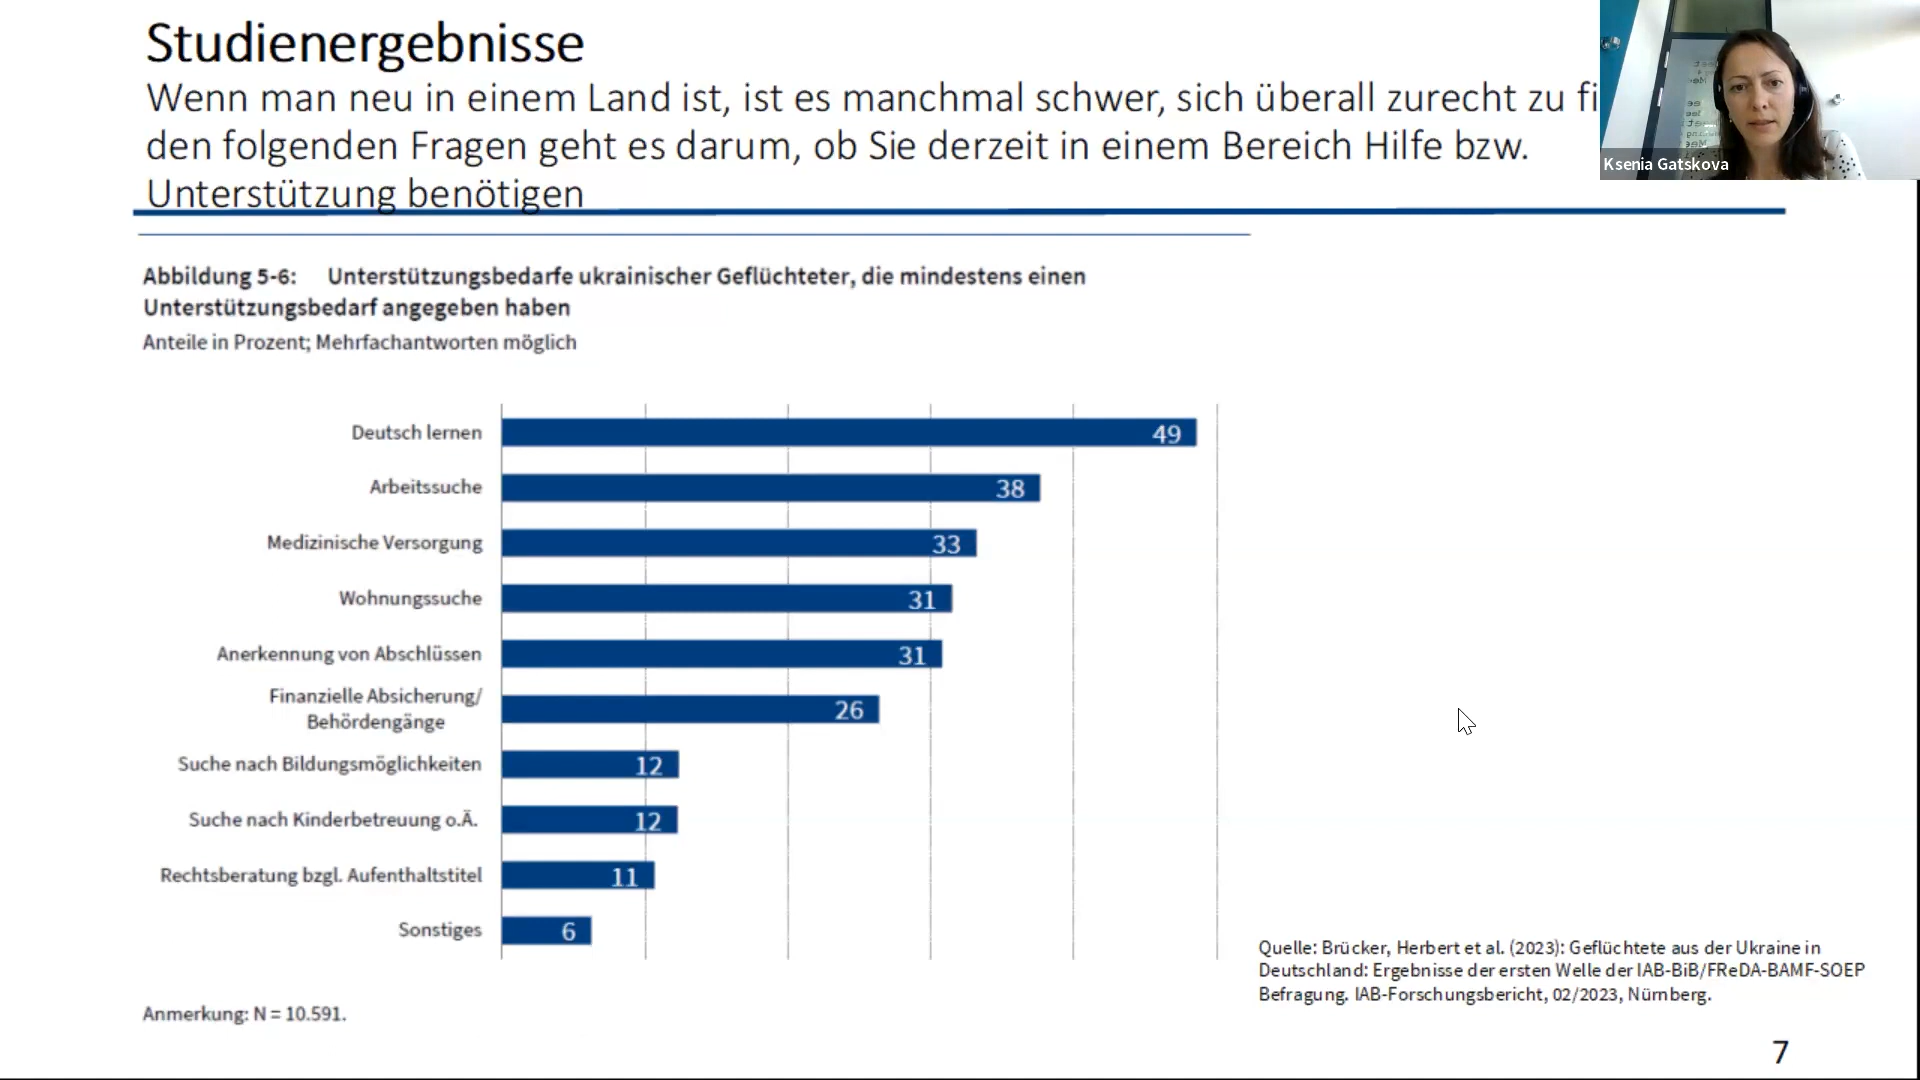 Studienergebnisse
Wenn man neu in einem Land ist, ist es manchmal schwer, sich überall zurecht zu fi
den folgenden Fragen geht es darum, ob Sie derzeit in einem Bereich Hilfe bzw.
Unterstützung benötigen
Ksenia Gatskova
Abbildung 5-6: Unterstützungsbedarfe ukrainischer Geflüchteter, die mindestens einen
Unterstützungsbedarf angegeben haben
Anteile in Prozent; Mehrfachantworten möglich
Deutsch lernen 49
Arbeitssuche 38
Medizinische Versorgung 33
Wohnungssuche 31
Anerkennung von Abschlüssen 31
Finanzielle Absicherung/
Behördengänge 26
Suche nach Bildungsmöglichkeiten 12
Suche nach Kinderbetreuung o.Ä. 12
Rechtsberatung bzgl. Aufenthaltstitel 11
Sonstiges 6
Quelle: Brücker, Herbert et al. (2023): Geflüchtete aus der Ukraine in
Deutschland: Ergebnisse der ersten Welle der IAB-BiB/FReDA-BAMF-SOEP
Befragung. IAB-Forschungsbericht, 02/2023, Nürnberg.
Anmerkung: N = 10.591.
7